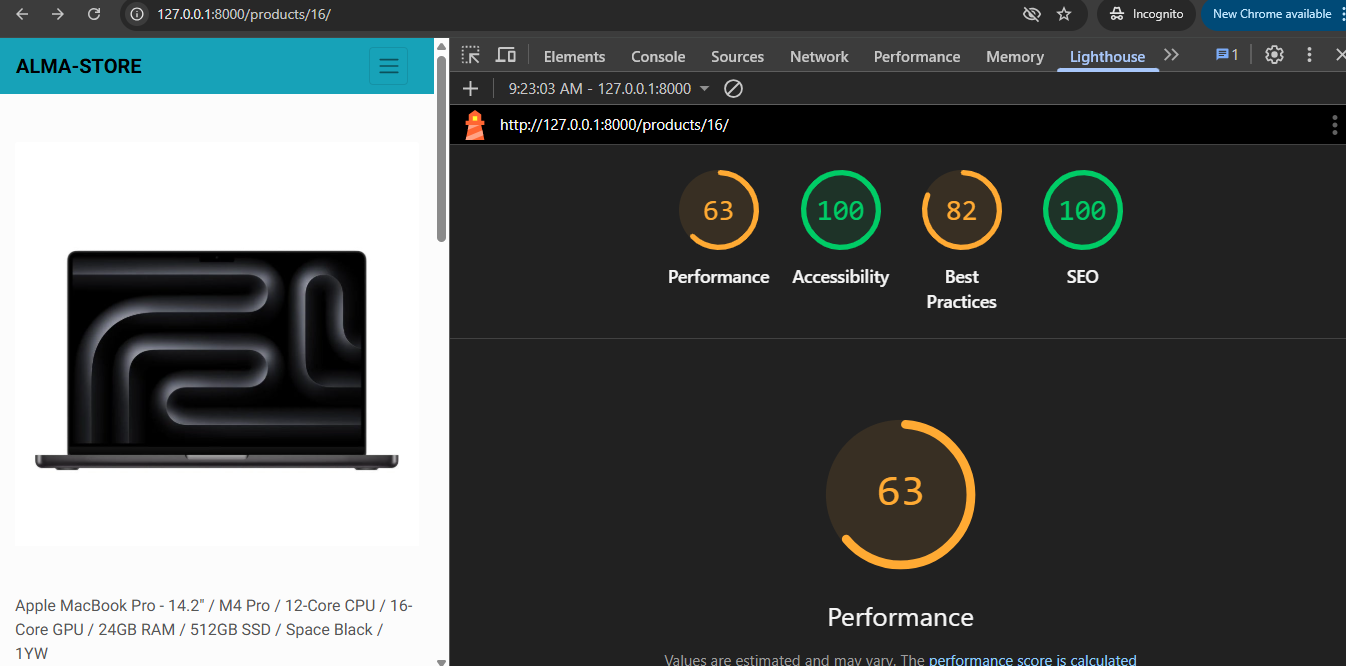 127.0.0.1:8000/products/16/
Incognito
New Chrome available
ALMA-STORE
Elements
Console
Sources
Network
Performance
Memory
Lighthouse
1
9:23:03 AM - 127.0.0.1:8000
http://127.0.0.1:8000/products/16/
63
100
82
100
Performance
Accessibility
Best
Practices
SEO
63
Performance
Values are estimated and may vary. The performance score is calculated
Apple MacBook Pro - 14.2" / M4 Pro / 12-Core CPU / 16-
Core GPU / 24GB RAM / 512GB SSD / Space Black /
1YW